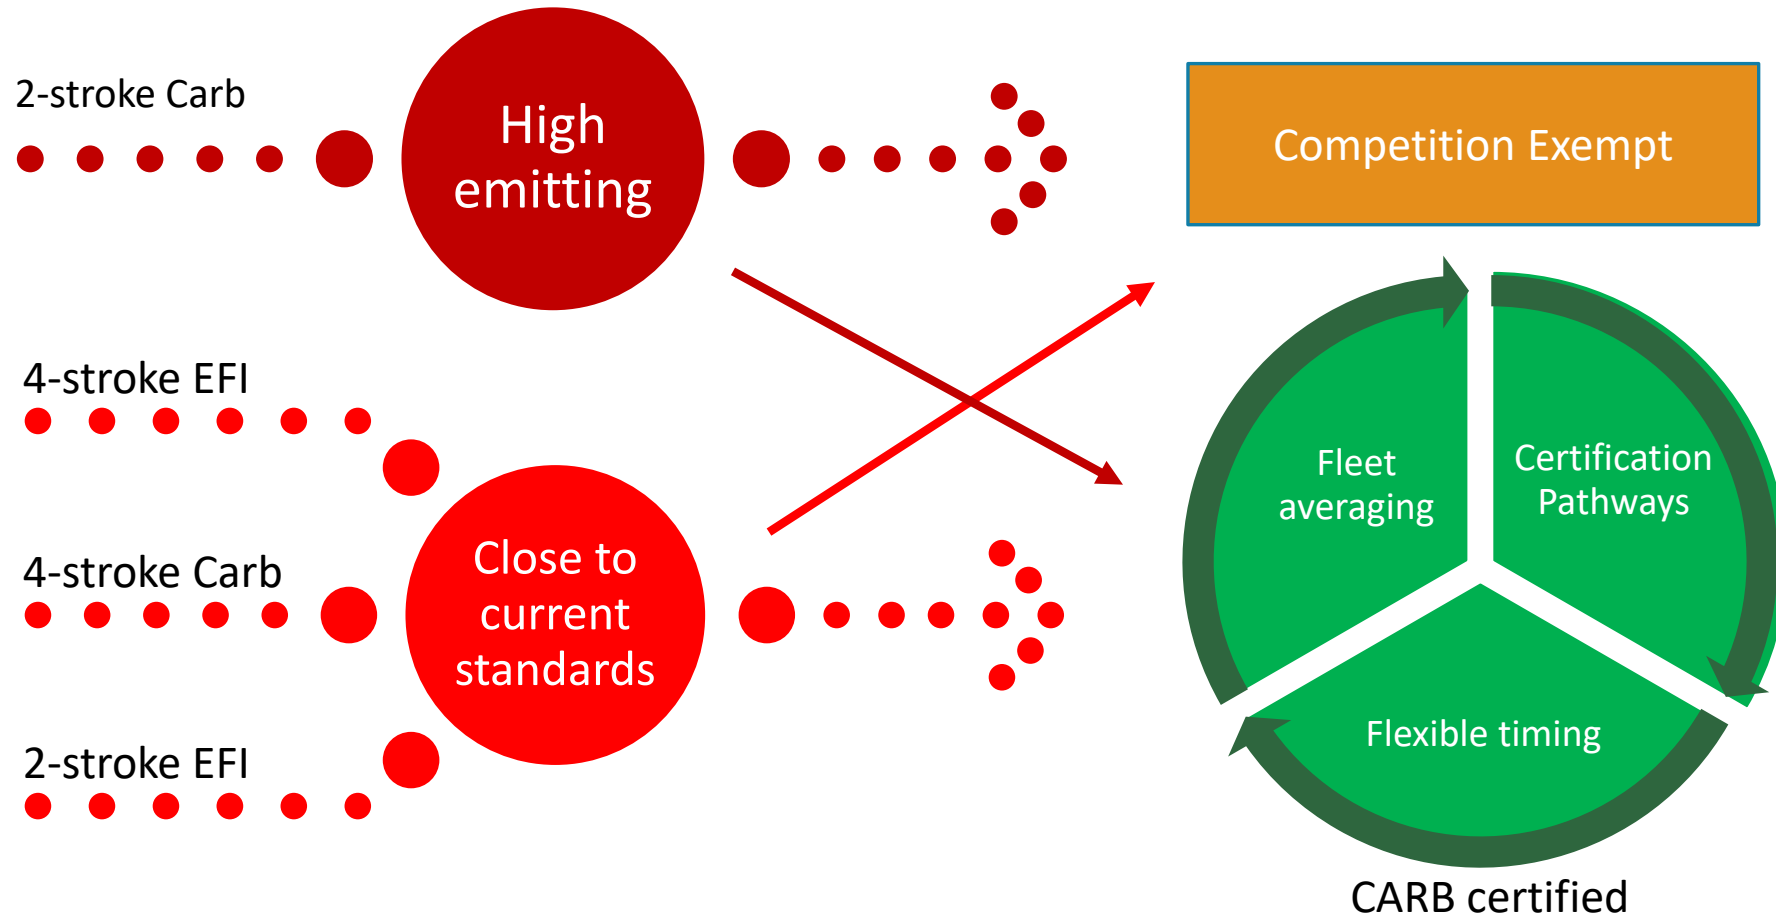 2-stroke Carb
High
emitting
Competition Exempt
4-stroke EFI
4-stroke Carb
2-stroke EFI
Close to
current
standards
Fleet
averaging
Certification
Pathways
Flexible timing
CARB certified